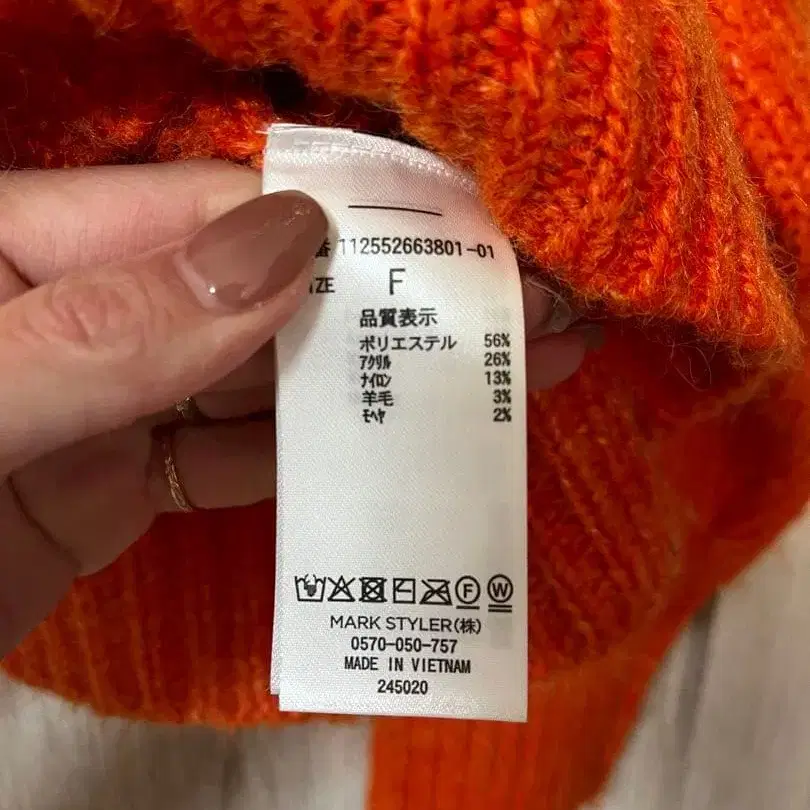 番 112552663801-01
IZE F
品質表示
ポリエステル 56%
アクリル 26%
ナイロン 13%
羊毛 3%
モヘヤ 2%
F W
MARK STYLER(株)
0570-050-757
MADE IN VIETNAM
245020